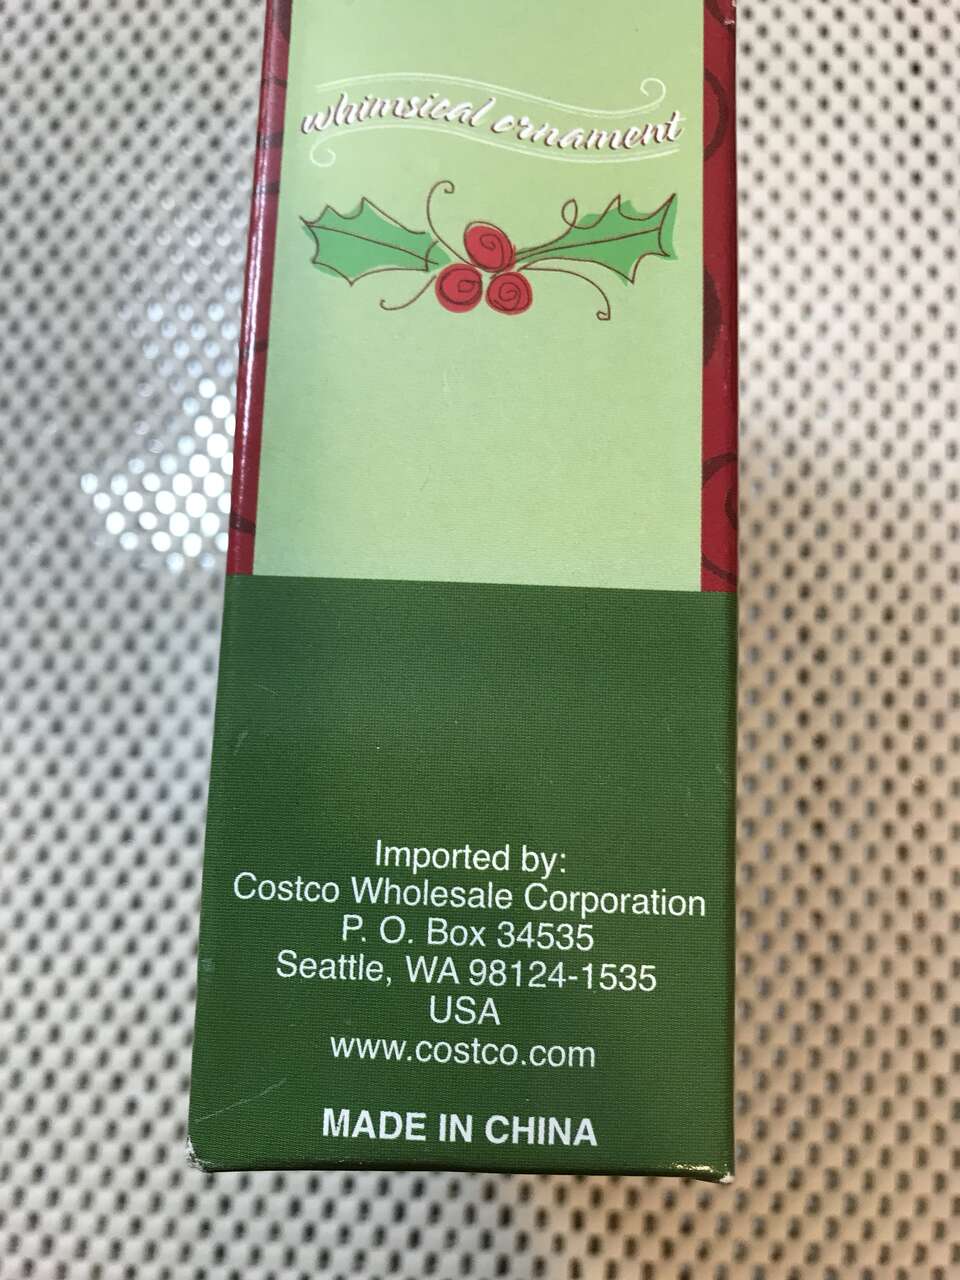 whimsical ornament
Imported by:
Costco Wholesale Corporation
P. O. Box 34535
Seattle, WA 98124-1535
USA
www.costco.com
MADE IN CHINA